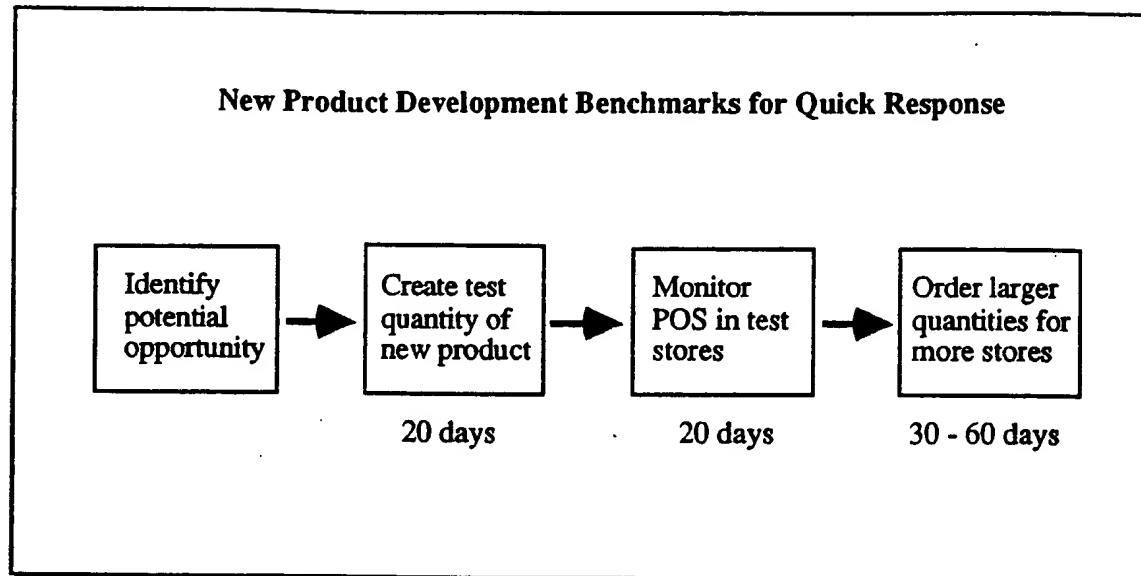 New Product Development Benchmarks for Quick Response
Identify
potential
opportunity
Create test
quantity of
new product
20 days
Monitor
POS in test
stores
20 days
Order larger
quantities for
more stores
30 - 60 days